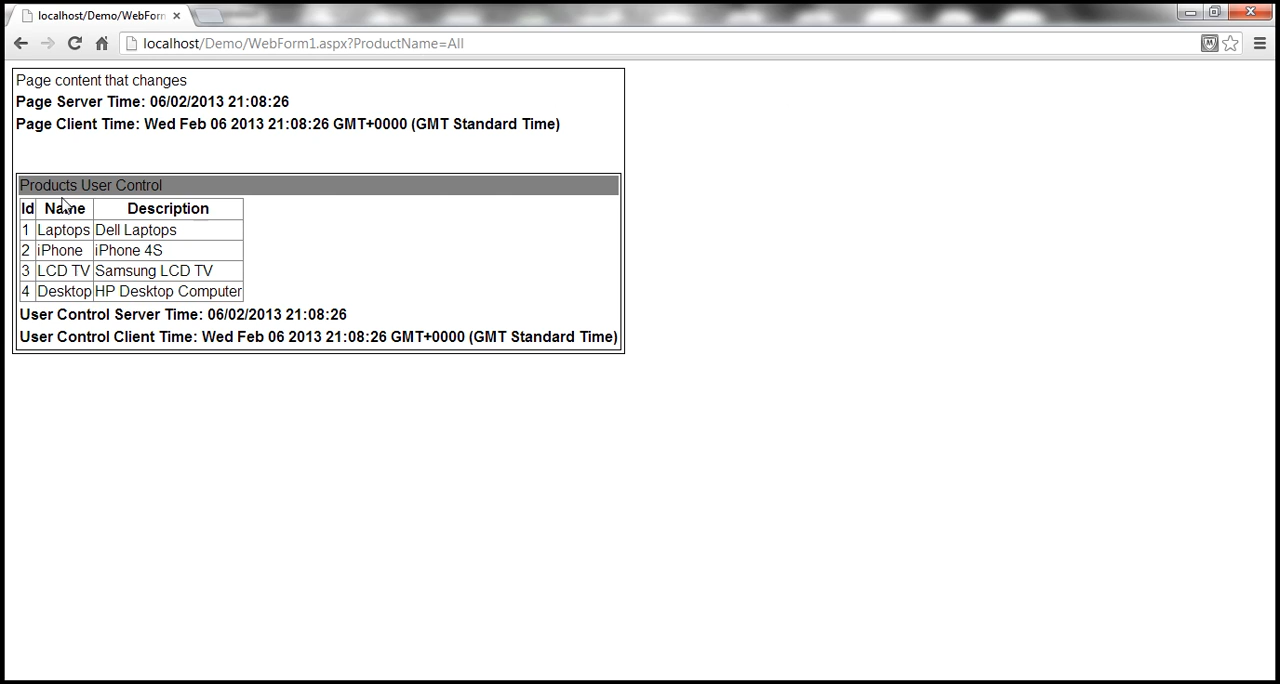 localhost/Demo/WebForm
localhost/Demo/WebForm1.aspx?ProductName=All
Page content that changes
Page Server Time: 06/02/2013 21:08:26
Page Client Time: Wed Feb 06 2013 21:08:26 GMT+0000 (GMT Standard Time)
Products User Control
Id Name Description
1 Laptops Dell Laptops
2 iPhone iPhone 4S
3 LCD TV Samsung LCD TV
4 Desktop HP Desktop Computer
User Control Server Time: 06/02/2013 21:08:26
User Control Client Time: Wed Feb 06 2013 21:08:26 GMT+0000 (GMT Standard Time)